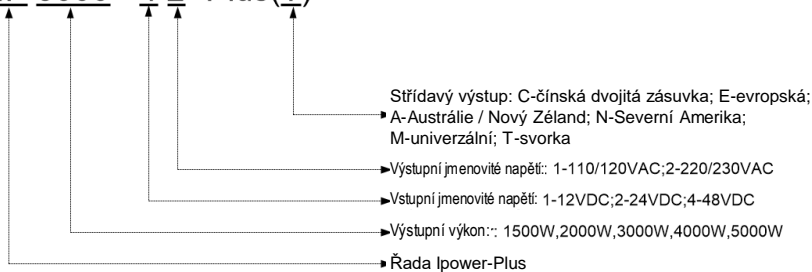 Střídavý výstup: C-čínská dvojitá zásuvka; E-evropská;
A-Austrálie / Nový Zéland; N-Severní Amerika;
M-univerzální; T-svorka
Výstupní jmenovité napětí:: 1-110/120VAC;2-220/230VAC
Vstupní jmenovité napětí: 1-12VDC;2-24VDC;4-48VDC
Výstupní výkon:: 1500W,2000W,3000W,4000W,5000W
Řada Ipower-Plus